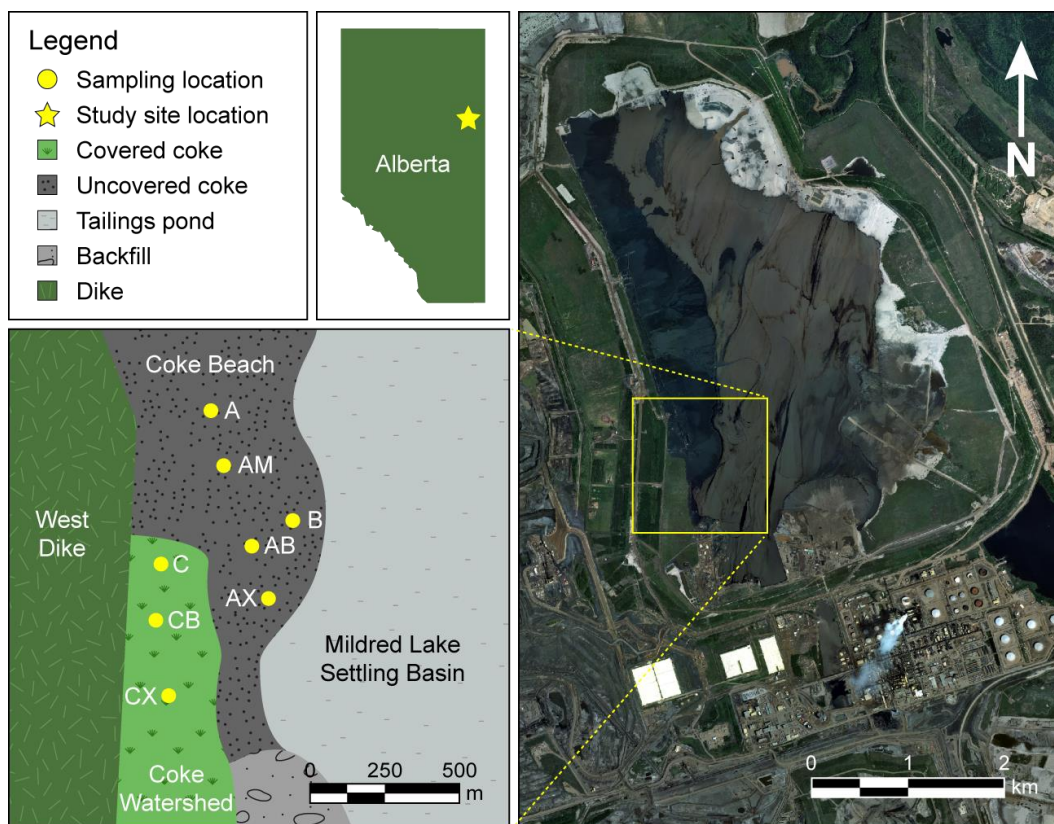 Legend
Sampling location
Study site location
Covered coke
Uncovered coke
Tailings pond
Backfill
Dike
Alberta
N
Coke Beach
A
AM
B
AB
West
Dike
C
AX
CB
Mildred Lake
Settling Basin
CX
Coke
Watershed
0 250 500
m
0 1 2
km